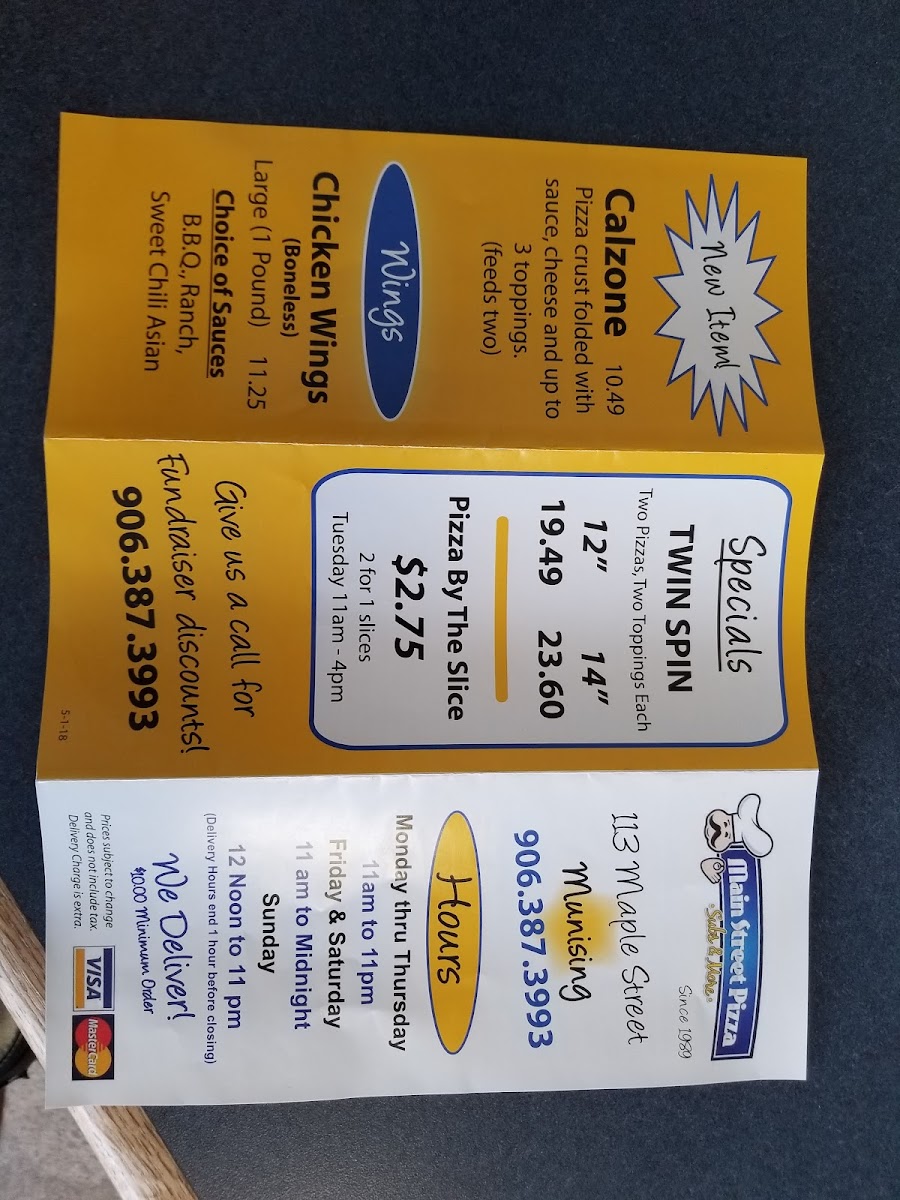 New Item!
Calzone 10.49
Pizza crust folded with
sauce, cheese and up to
3 toppings.
(feeds two)
Wings
Chicken Wings
(Boneless)
Large (1 Pound) 11.25
Choice of Sauces
B.B.Q., Ranch,
Sweet Chili Asian
Specials
TWIN SPIN
Two Pizzas, Two Toppings Each
12” 14”
19.49 23.60
Pizza By The Slice
$2.75
2 for 1 slices
Tuesday 11am - 4pm
Give us a call for
Fundraiser discounts!
906.387.3993
5-1-18
Main Street Pizza
• Subs & More •
Since 1989
113 Maple Street
Munising
906.387.3993
Hours
Monday thru Thursday
11am to 11pm
Friday & Saturday
11 am to Midnight
Sunday
12 Noon to 11 pm
(Delivery Hours end 1 hour before closing)
We Deliver!
$10.00 Minimum Order
Prices subject to change
and does not include tax.
Delivery Charge is extra.
VISA
MasterCard